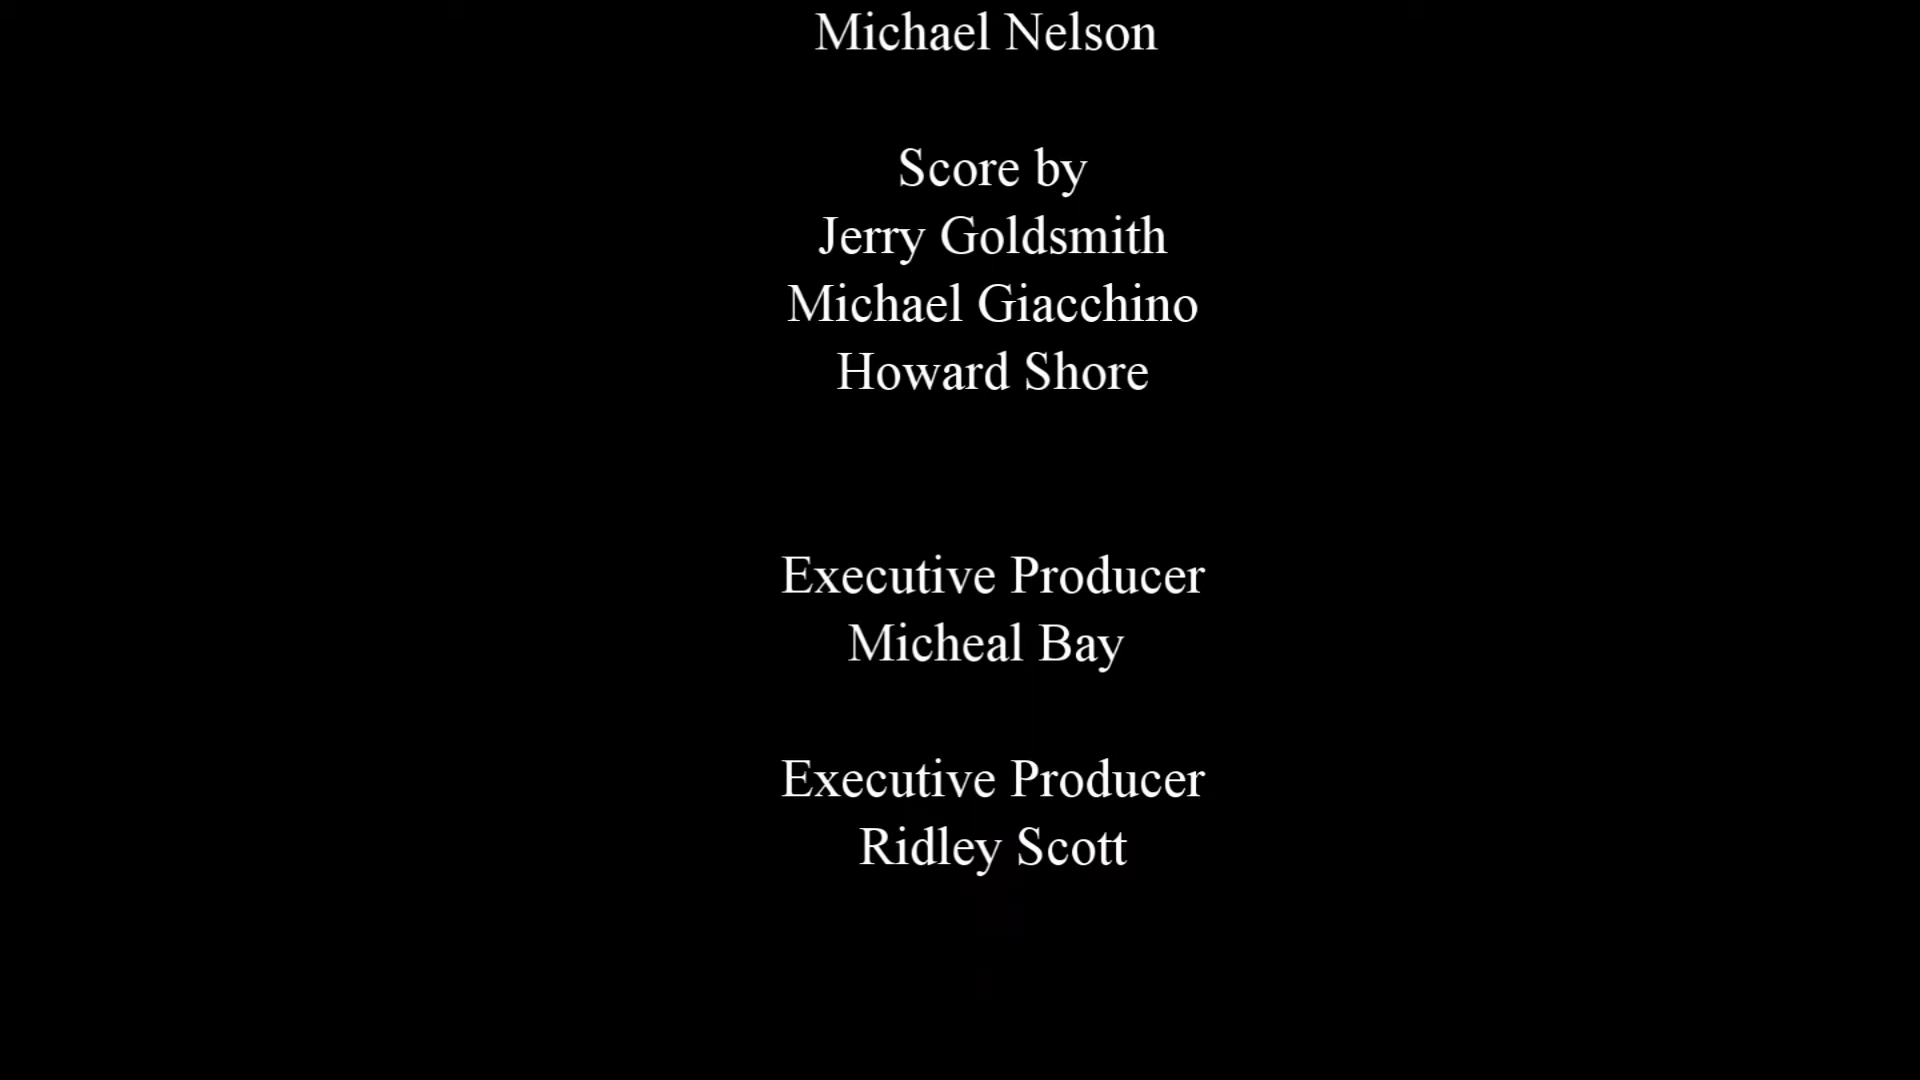 Michael Nelson
Score by
Jerry Goldsmith
Michael Giacchino
Howard Shore
Executive Producer
Micheal Bay
Executive Producer
Ridley Scott